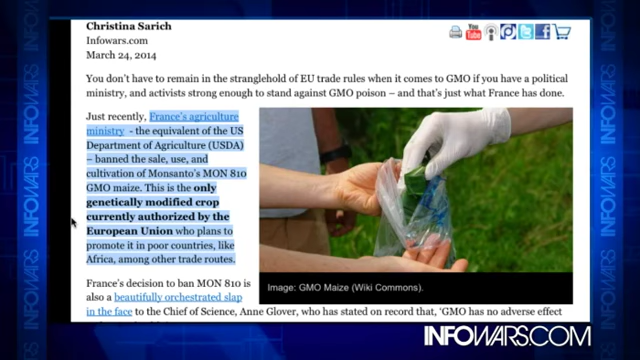 Christina Sarich
Infowars.com
March 24, 2014
You don't have to remain in the stranglehold of EU trade rules when it comes to GMO if you have a political
ministry, and activists strong enough to stand against GMO poison – and that's just what France has done.
Just recently, France's agriculture
ministry - the equivalent of the US
Department of Agriculture (USDA)
– banned the sale, use, and
cultivation of Monsanto's MON 810
GMO maize. This is the only
genetically modified crop
currently authorized by the
European Union who plans to
promote it in poor countries, like
Africa, among other trade routes.
Image: GMO Maize (Wiki Commons).
France's decision to ban MON 810 is
also a beautifully orchestrated slap
in the face to the Chief of Science, Anne Glover, who has stated on record that, 'GMO has no adverse effect
INFOWARS.COM
INFOWARS
INFOWARS
You
Tube